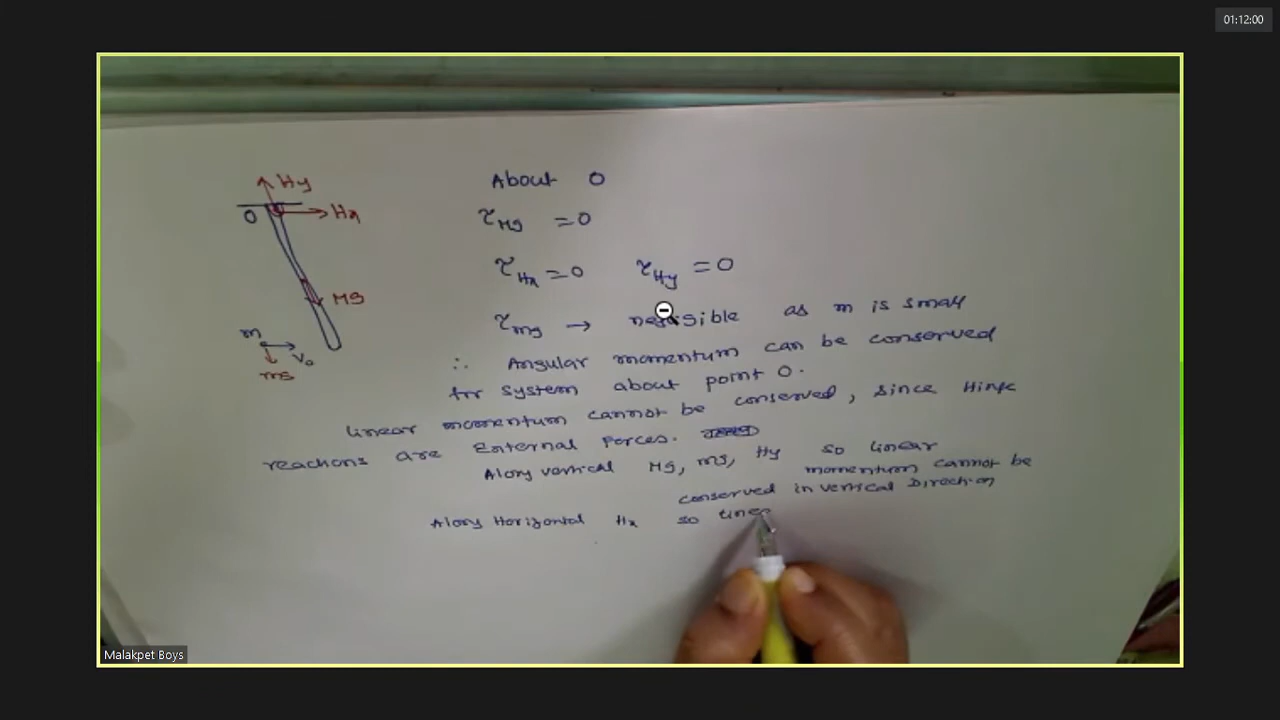 01:12:00
About O
Hy
O
Hx
τMg = 0
τHx = 0 τHy = 0
Mg
τmg → negligible as m is small
m
V₀
mg
∴ Angular momentum can be conserved
for system about point O.
linear momentum cannot be conserved, since Hinge
reactions are External forces.
Along vertical Mg, mg, Hy so linear
momentum cannot be
conserved in vertical Direction
Along Horizontal Hx so linea
Malakpet Boys